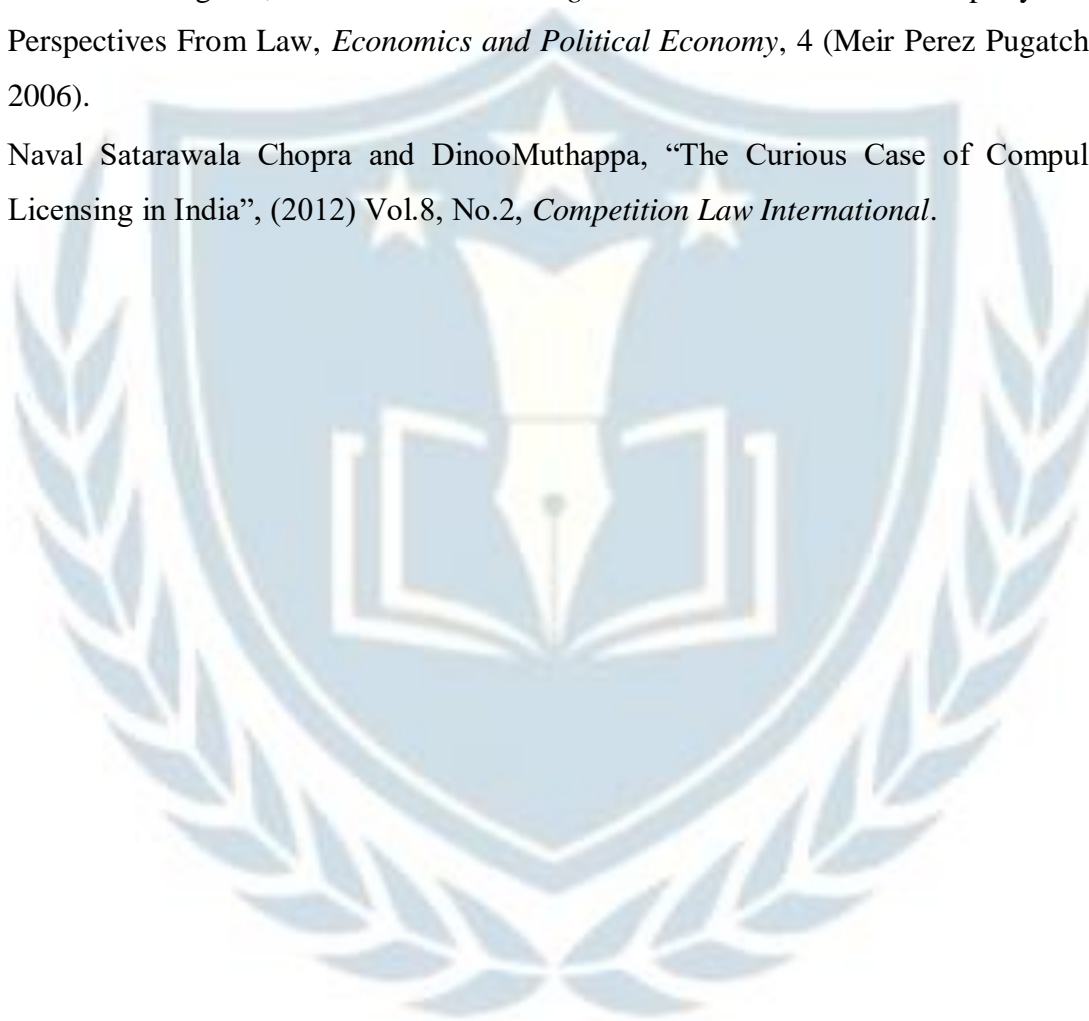 Perspectives From Law, Economics and Political Economy, 4 (Meir Perez Pugatch
2006).
Naval Satarawala Chopra and DinooMuthappa, “The Curious Case of Compul
Licensing in India”, (2012) Vol.8, No.2, Competition Law International.